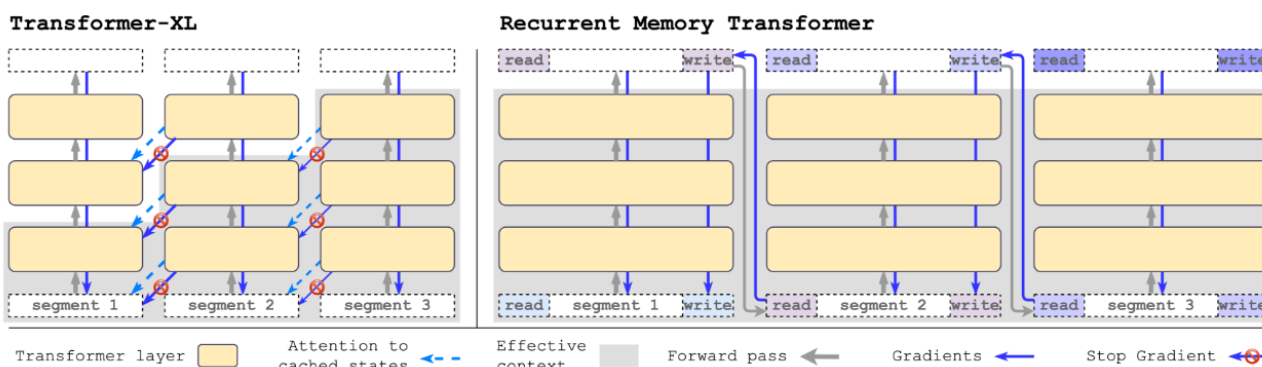 Transformer-XL
Recurrent Memory Transformer
read write read write read write
segment 1 segment 2 segment 3
read segment 1 write read segment 2 write read segment 3 write
Transformer layer
Attention to
cached states
Effective
context
Forward pass
Gradients
Stop Gradient